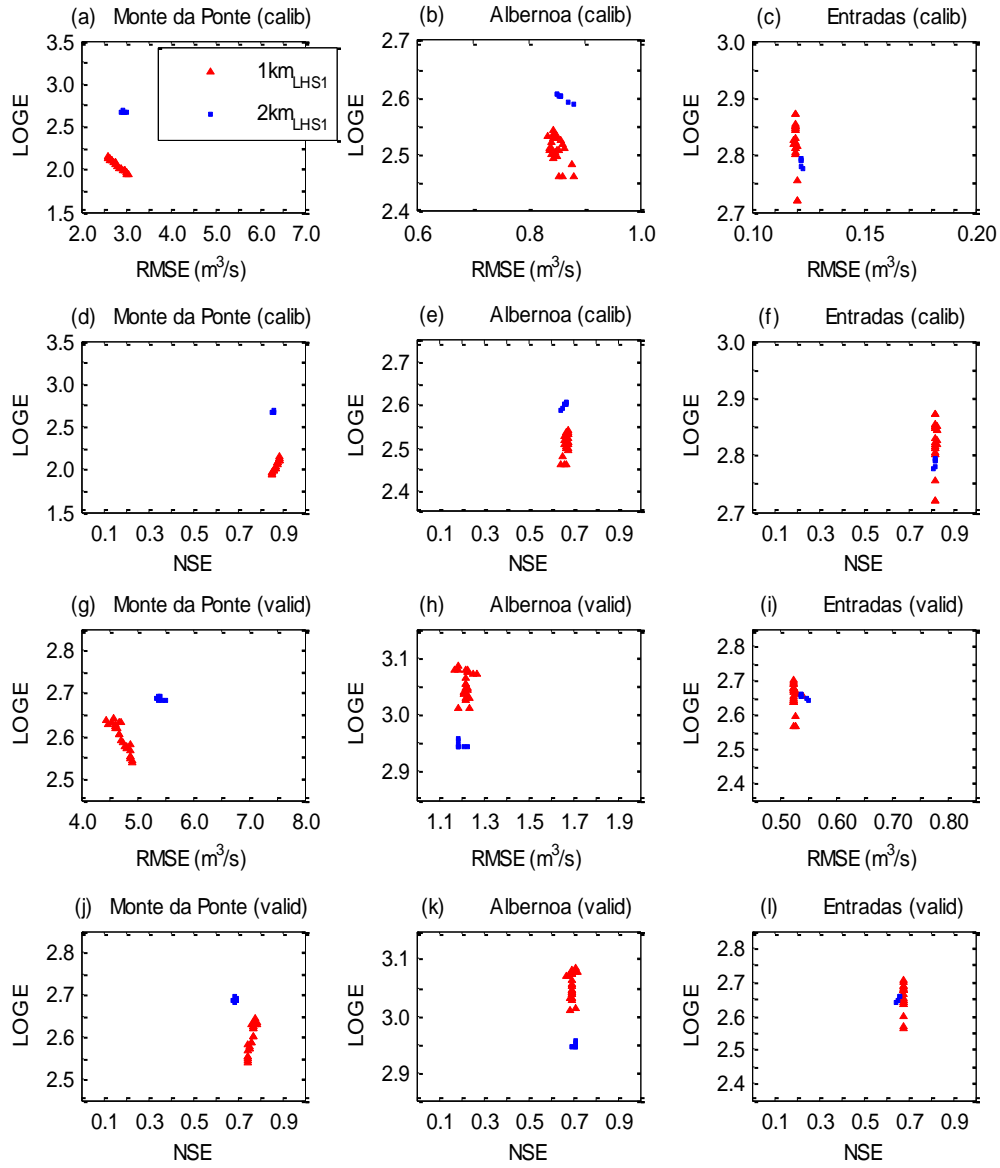 (a) Monte da Ponte (calib)
(b) Albernoa (calib)
(c) Entradas (calib)
3.5
3.0
2.5
2.0
1.5
LOGE
2.0 3.0 4.0 5.0 6.0 7.0
RMSE (m³/s)
1km_LHS1
2km_LHS1
2.7
2.6
2.5
2.4
LOGE
0.6 0.8 1.0
RMSE (m³/s)
3.0
2.9
2.8
2.7
LOGE
0.10 0.15 0.20
RMSE (m³/s)
(d) Monte da Ponte (calib)
(e) Albernoa (calib)
(f) Entradas (calib)
3.5
3.0
2.5
2.0
1.5
LOGE
0.1 0.3 0.5 0.7 0.9
NSE
2.7
2.6
2.5
2.4
LOGE
0.1 0.3 0.5 0.7 0.9
NSE
3.0
2.9
2.8
2.7
LOGE
0.1 0.3 0.5 0.7 0.9
NSE
(g) Monte da Ponte (valid)
(h) Albernoa (valid)
(i) Entradas (valid)
2.8
2.7
2.6
2.5
LOGE
4.0 5.0 6.0 7.0 8.0
RMSE (m³/s)
3.1
3.0
2.9
LOGE
1.1 1.3 1.5 1.7 1.9
RMSE (m³/s)
2.8
2.7
2.6
2.5
2.4
LOGE
0.50 0.60 0.70 0.80
RMSE (m³/s)
(j) Monte da Ponte (valid)
(k) Albernoa (valid)
(l) Entradas (valid)
2.8
2.7
2.6
2.5
LOGE
0.1 0.3 0.5 0.7 0.9
NSE
3.1
3.0
2.9
LOGE
0.1 0.3 0.5 0.7 0.9
NSE
2.8
2.7
2.6
2.5
2.4
LOGE
0.1 0.3 0.5 0.7 0.9
NSE